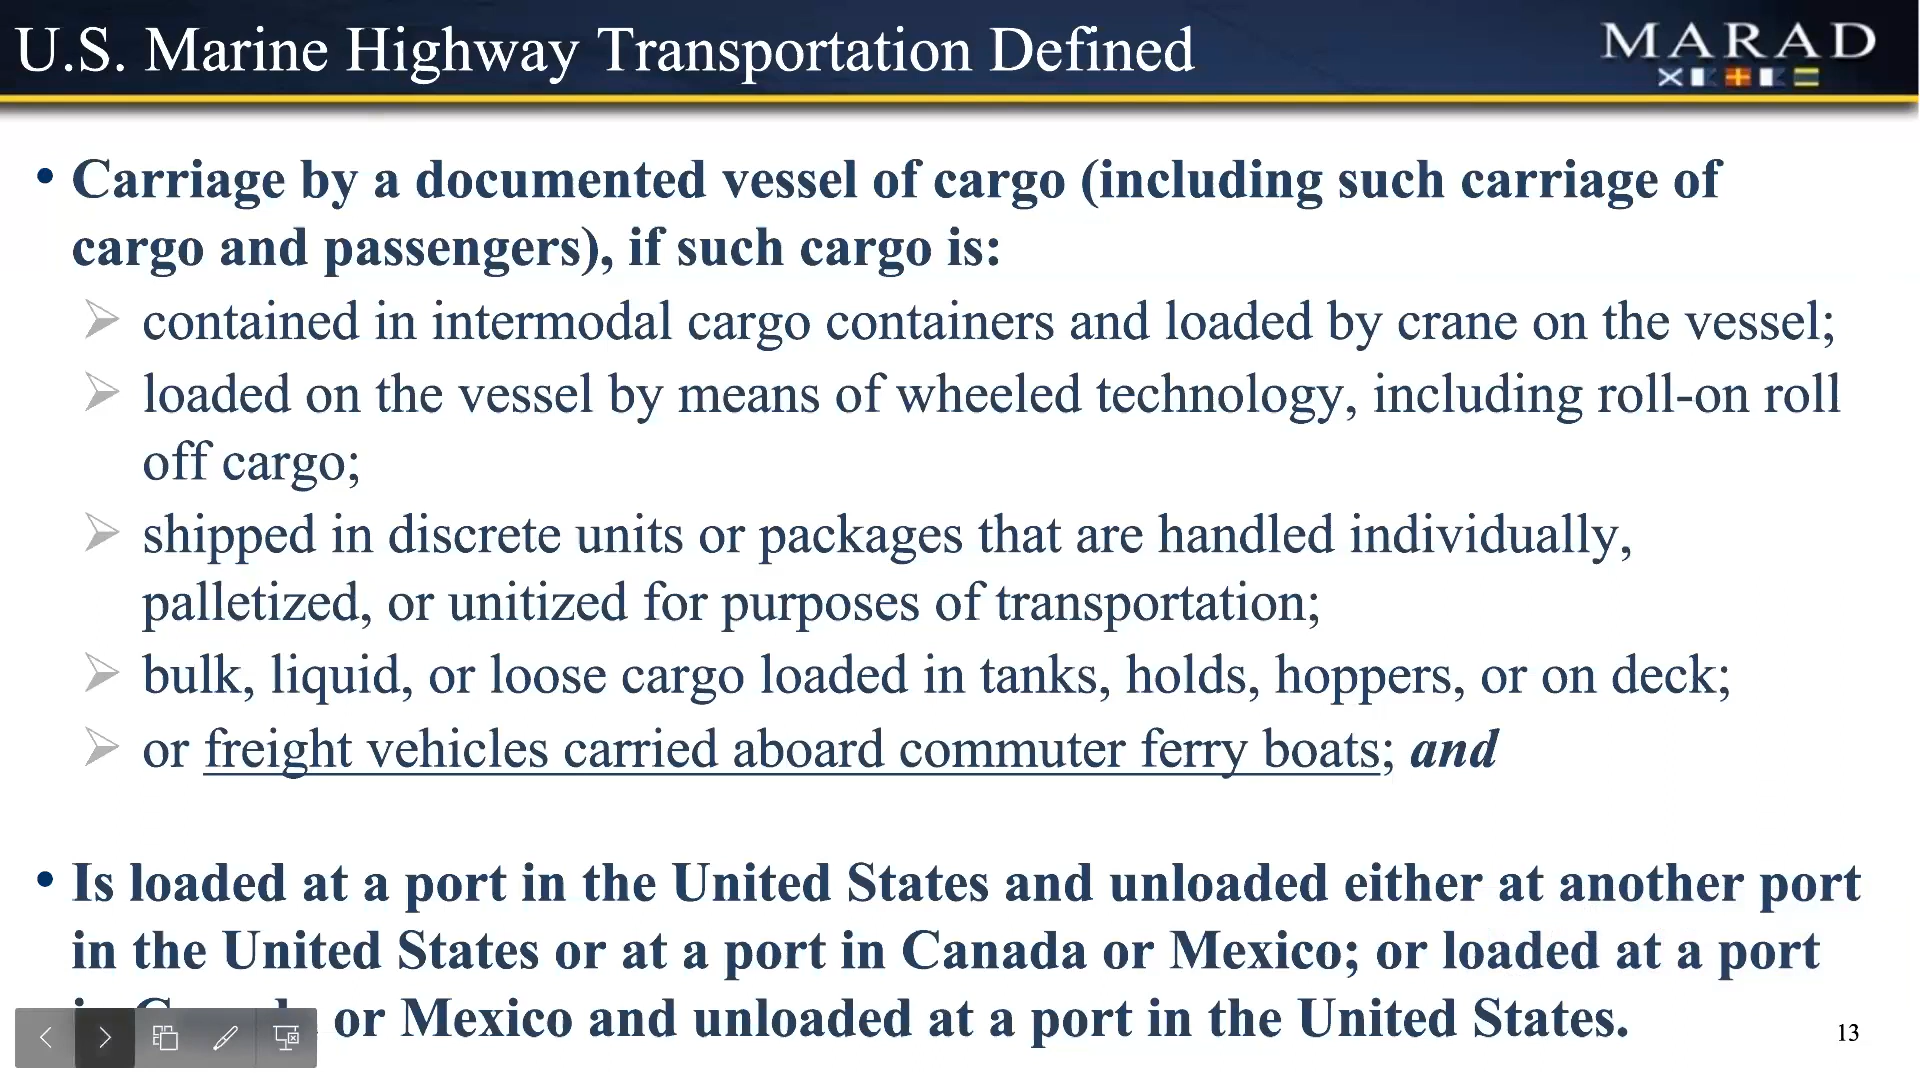 U.S. Marine Highway Transportation Defined
MARAD
• Carriage by a documented vessel of cargo (including such carriage of
cargo and passengers), if such cargo is:
➢ contained in intermodal cargo containers and loaded by crane on the vessel;
➢ loaded on the vessel by means of wheeled technology, including roll-on roll
off cargo;
➢ shipped in discrete units or packages that are handled individually,
palletized, or unitized for purposes of transportation;
➢ bulk, liquid, or loose cargo loaded in tanks, holds, hoppers, or on deck;
➢ or freight vehicles carried aboard commuter ferry boats; and
• Is loaded at a port in the United States and unloaded either at another port
in the United States or at a port in Canada or Mexico; or loaded at a port
or Mexico and unloaded at a port in the United States.
13